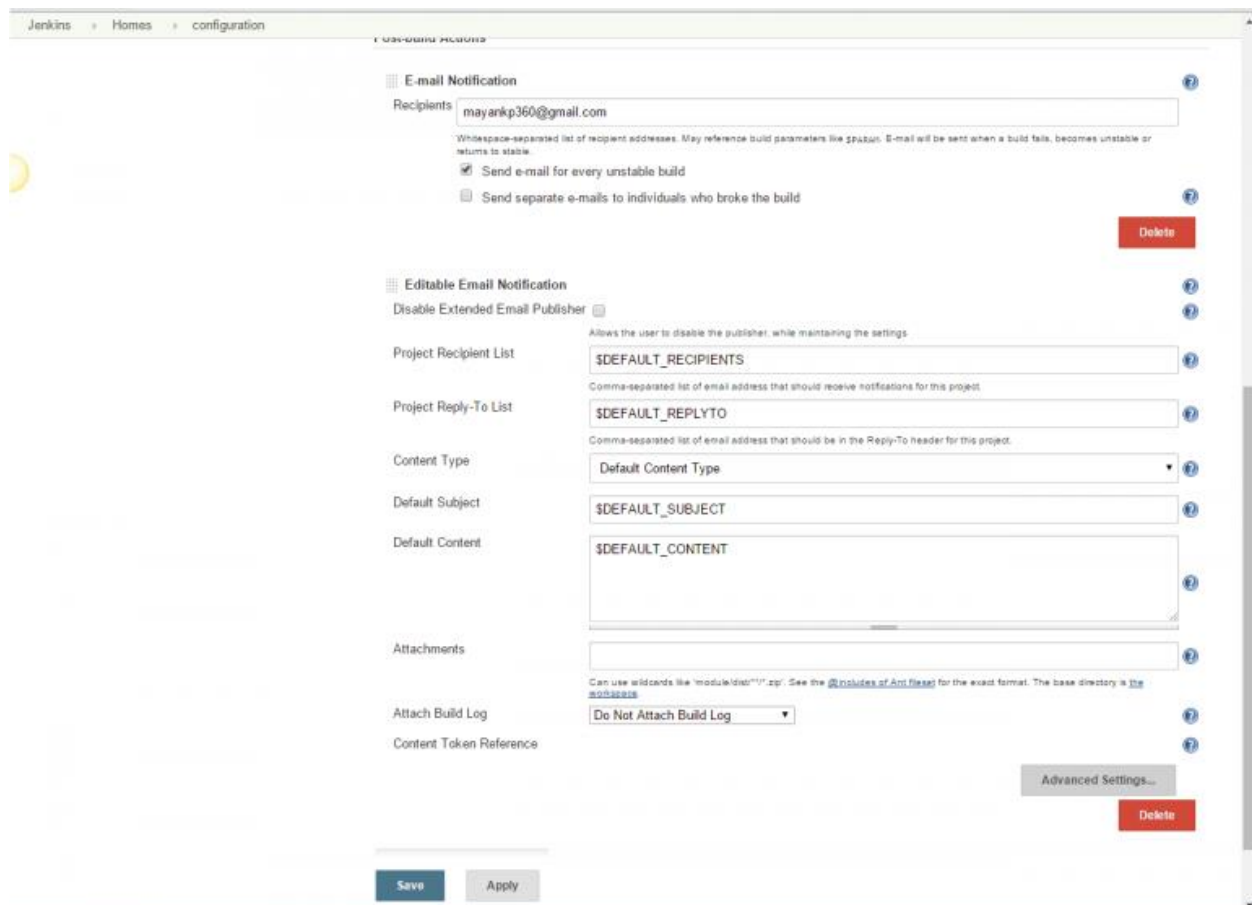 Jenkins Homes configuration
Post-build Actions
E-mail Notification
Recipients mayankp360@gmail.com
Whitespace-separated list of recipient addresses. May reference build parameters like E-mail will be sent when a build fails, becomes unstable or
returns to stable.
Send e-mail for every unstable build
Send separate e-mails to individuals who broke the build
Delete
Editable Email Notification
Disable Extended Email Publisher
Allows the user to disable the publisher, while maintaining the settings
Project Recipient List $DEFAULT_RECIPIENTS
Comma-separated list of email address that should receive notifications for this project.
Project Reply-To List $DEFAULT_REPLYTO
Comma-separated list of email address that should be in the Reply-To header for this project.
Content Type Default Content Type
Default Subject $DEFAULT_SUBJECT
Default Content $DEFAULT_CONTENT
Attachments
Can use wildcards like 'module/dist/**/*.zip'. See the @includes of Ant fileset for the exact format. The base directory is the
workspace.
Attach Build Log Do Not Attach Build Log
Content Token Reference
Advanced Settings...
Delete
Save Apply